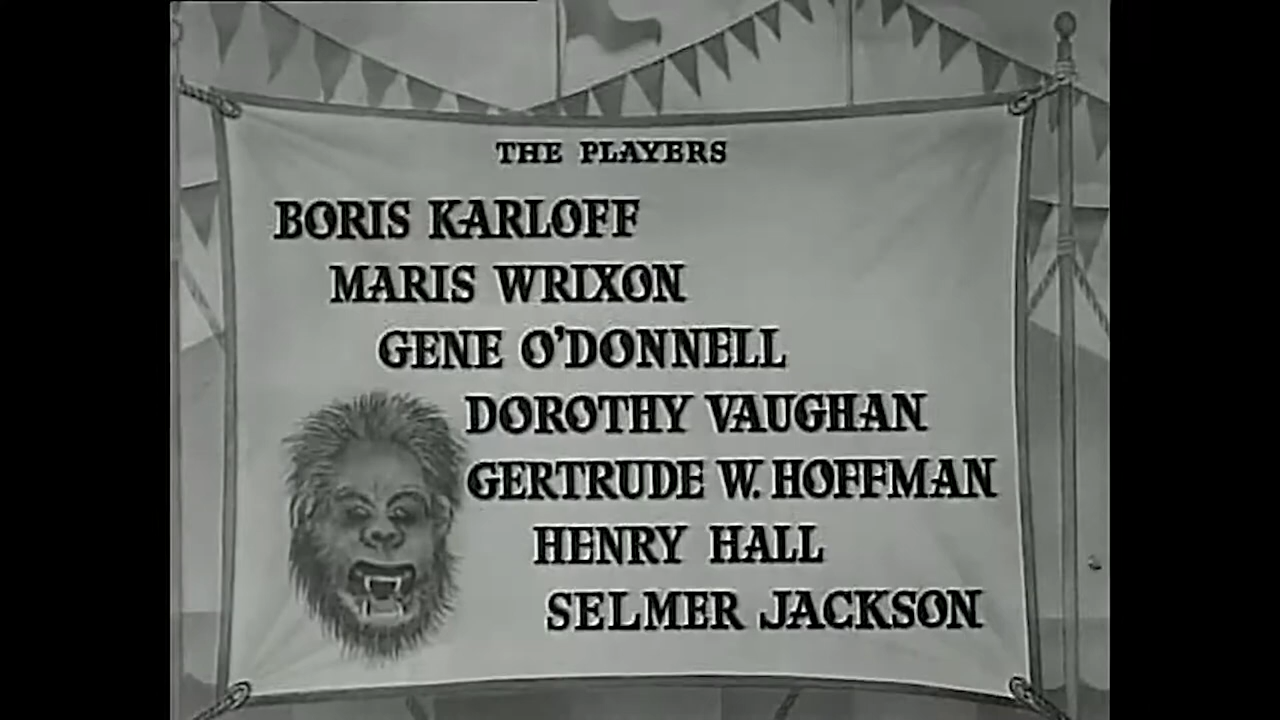 THE PLAYERS
BORIS KARLOFF
MARIS WRIXON
GENE O'DONNELL
DOROTHY VAUGHAN
GERTRUDE W. HOFFMAN
HENRY HALL
SELMER JACKSON